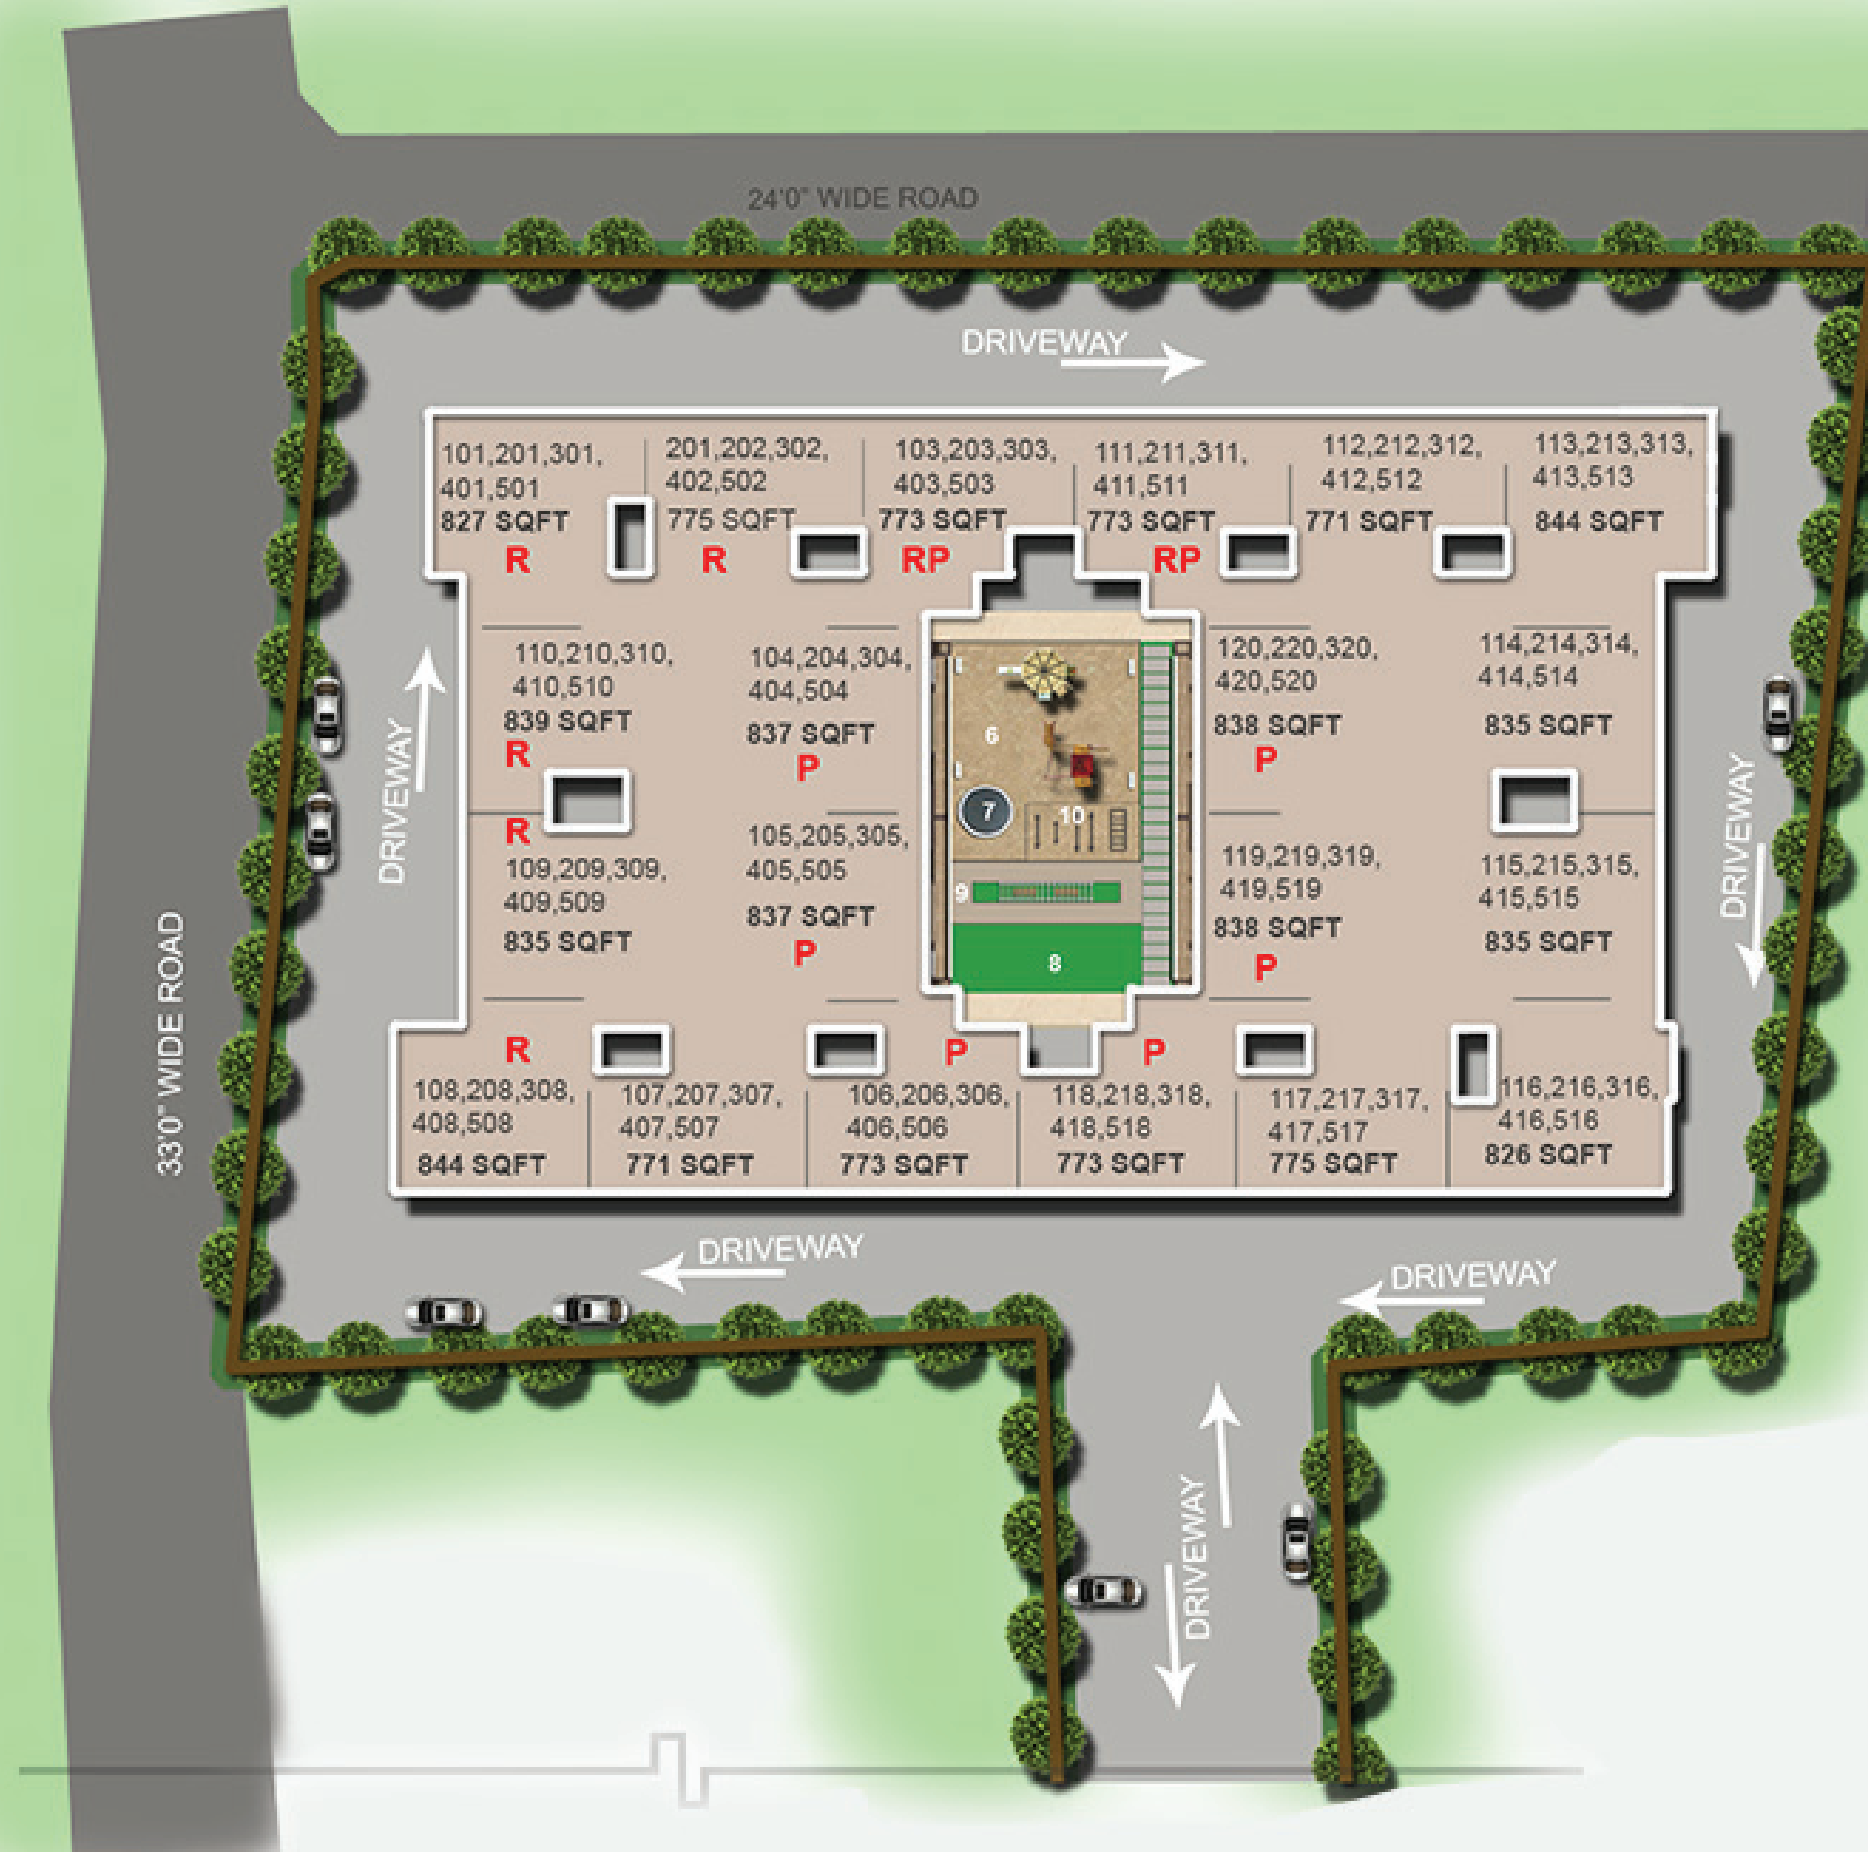 24'0" WIDE ROAD
DRIVEWAY
101,201,301,
401,501
827 SQFT
R
201,202,302,
402,502
775 SQFT
R
103,203,303,
403,503
773 SQFT
RP
111,211,311,
411,511
773 SQFT
RP
112,212,312,
412,512
771 SQFT
113,213,313,
413,513
844 SQFT
110,210,310,
410,510
839 SQFT
R
104,204,304,
404,504
837 SQFT
P
6
7
10
9
8
120,220,320,
420,520
838 SQFT
P
114,214,314,
414,514
835 SQFT
DRIVEWAY
R
109,209,309,
409,509
835 SQFT
105,205,305,
405,505
837 SQFT
P
119,219,319,
419,519
838 SQFT
P
115,215,315,
415,515
835 SQFT
DRIVEWAY
33'0" WIDE ROAD
R
108,208,308,
408,508
844 SQFT
107,207,307,
407,507
771 SQFT
P
106,206,306,
406,506
773 SQFT
P
118,218,318,
418,518
773 SQFT
117,217,317,
417,517
775 SQFT
116,216,316,
416,516
826 SQFT
DRIVEWAY
DRIVEWAY
DRIVEWAY